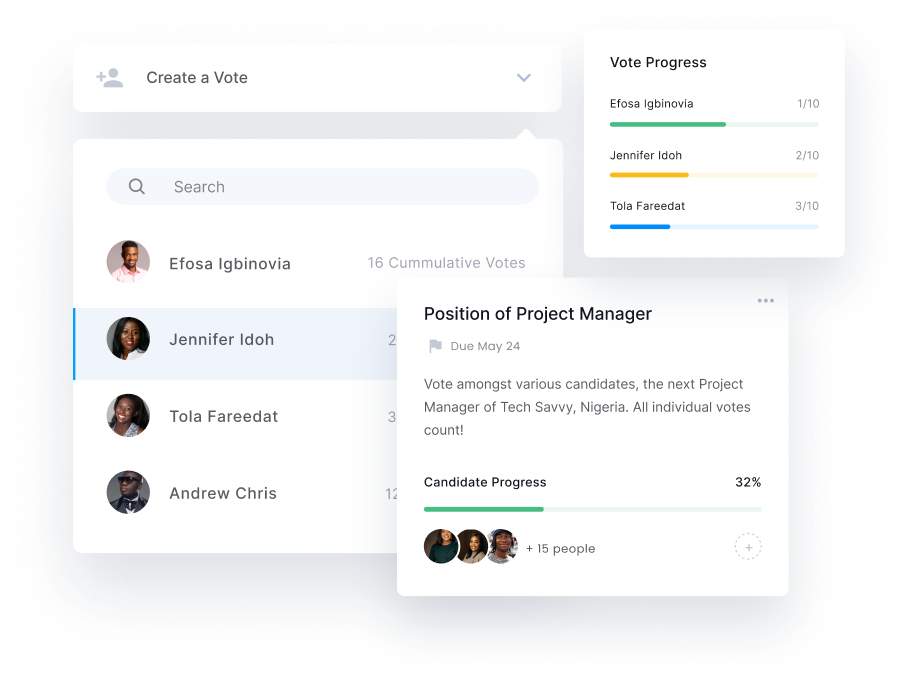 Create a Vote
Search
Efosa Igbinovia 16 Cummulative Votes
Jennifer Idoh 2
Tola Fareedat 3
Andrew Chris 12
Vote Progress
Efosa Igbinovia 1/10
Jennifer Idoh 2/10
Tola Fareedat 3/10
Position of Project Manager
Due May 24
Vote amongst various candidates, the next Project
Manager of Tech Savvy, Nigeria. All individual votes
count!
Candidate Progress 32%
+ 15 people